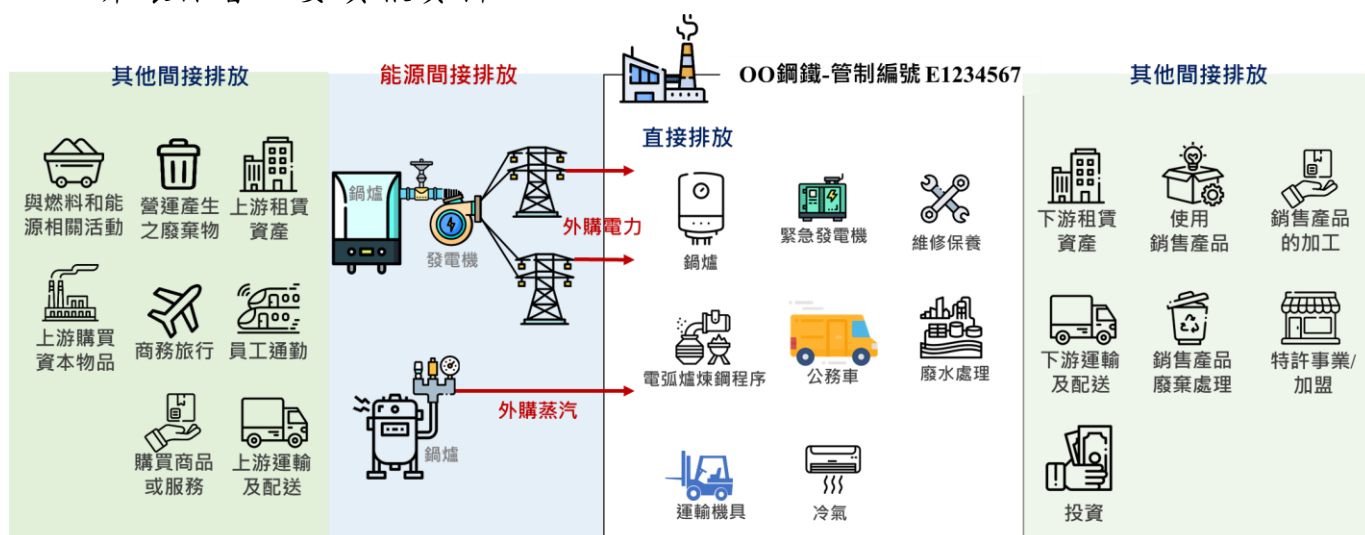 其他間接排放
與燃料和能
源相關活動
營運產生
之廢棄物
上游租賃
資產
上游購買
資本物品
商務旅行
員工通勤
購買商品
或服務
上游運輸
及配送
能源間接排放
鍋爐
發電機
外購電力
鍋爐
外購蒸汽
OO鋼鐵-管制編號 E1234567
直接排放
鍋爐
緊急發電機
維修保養
電弧爐煉鋼程序
公務車
廢水處理
運輸機具
冷氣
其他間接排放
下游租賃
資產
使用
銷售產品
銷售產品
的加工
下游運輸
及配送
銷售產品
廢棄處理
特許事業/
加盟
投資